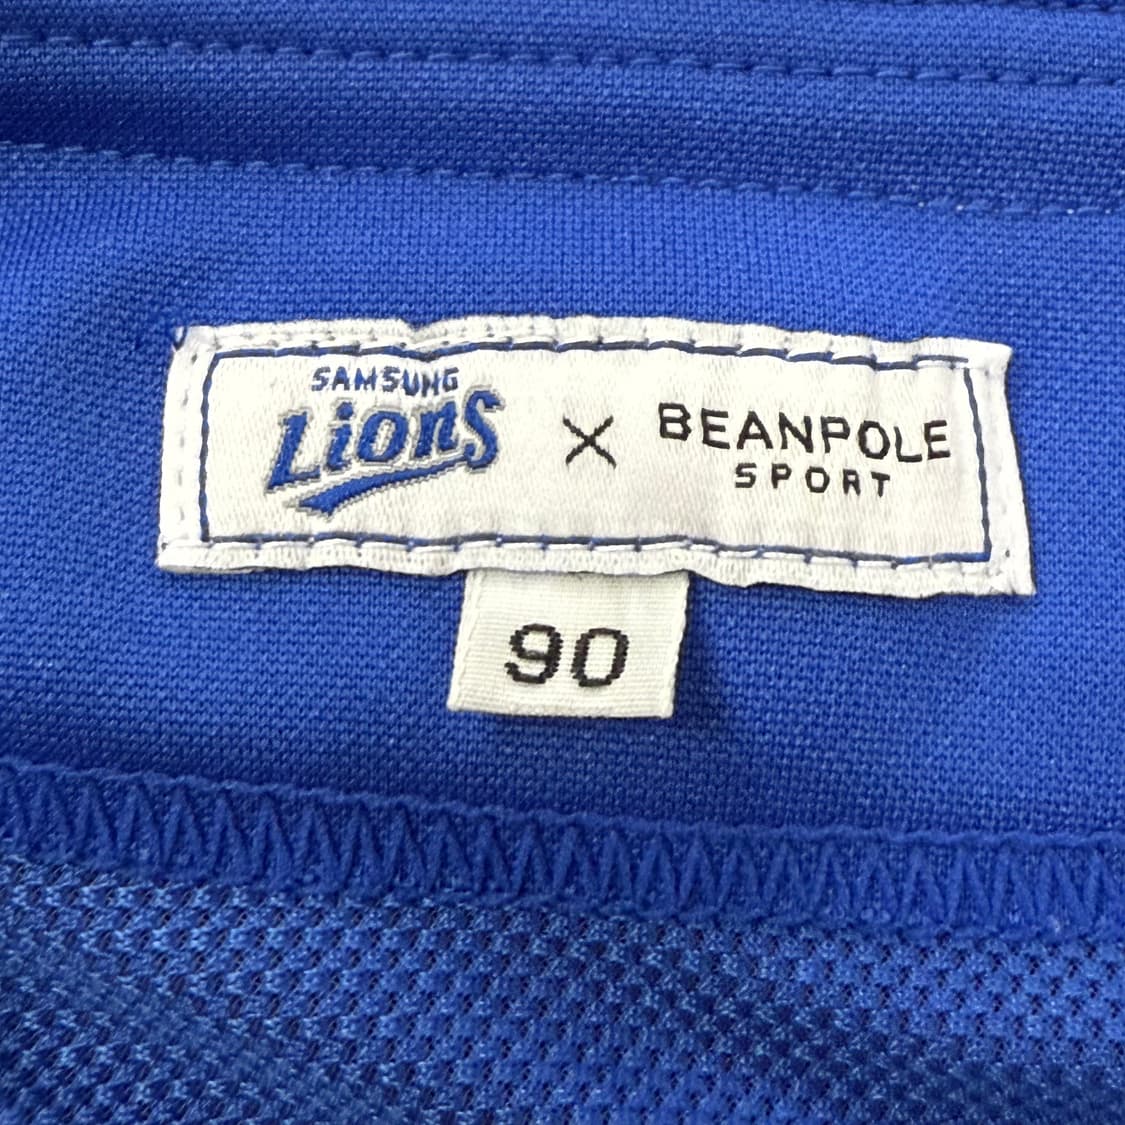 SAMSUNG
Lions
X
BEANPOLE
SPORT
90